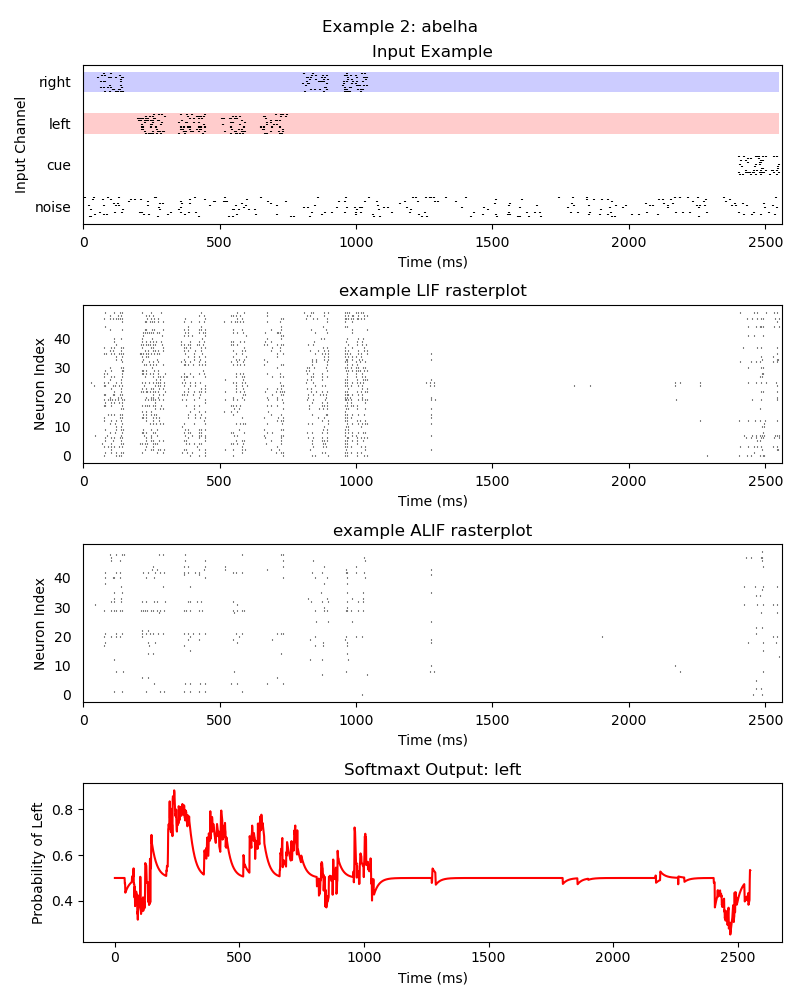 Example 2: abelha
Input Example
right
left
cue
noise
Input Channel
0 500 1000 1500 2000 2500
Time (ms)
example LIF rasterplot
40
30
20
10
0
Neuron Index
0 500 1000 1500 2000 2500
Time (ms)
example ALIF rasterplot
40
30
20
10
0
Neuron Index
0 500 1000 1500 2000 2500
Time (ms)
Softmaxt Output: left
0.8
0.6
0.4
Probability of Left
0 500 1000 1500 2000 2500
Time (ms)